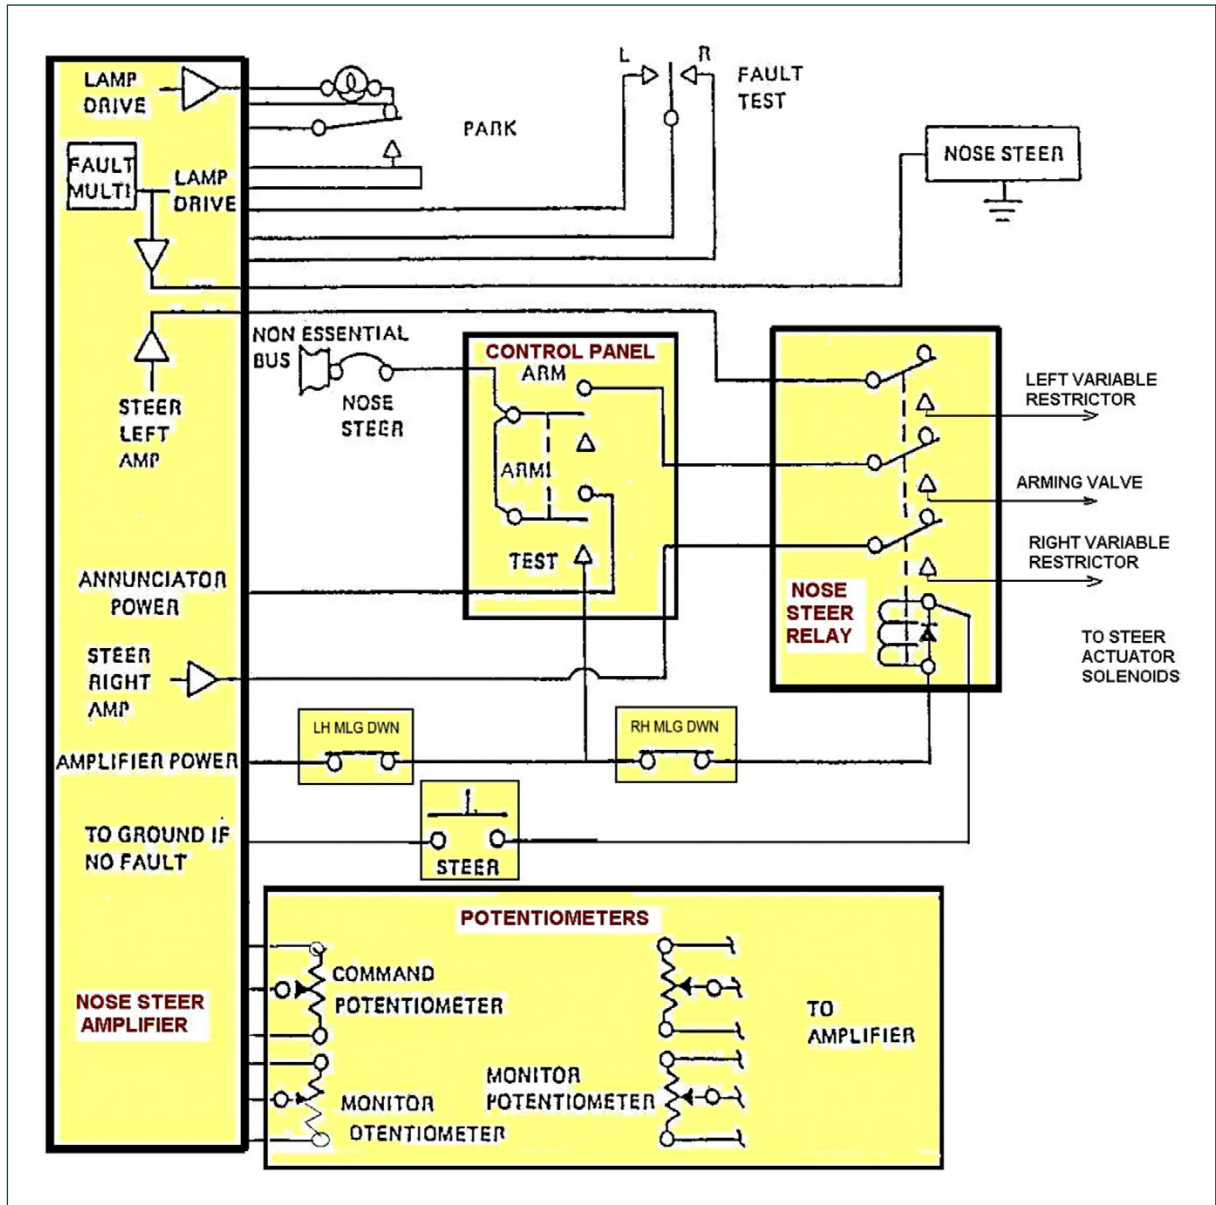 LAMP
DRIVE
FAULT
MULTI
LAMP
DRIVE
PARK
L R
FAULT
TEST
NOSE STEER
NON ESSENTIAL
BUS
NOSE
STEER
STEER
LEFT
AMP
CONTROL PANEL
ARM
ARM
TEST
LEFT VARIABLE
RESTRICTOR
ARMING VALVE
RIGHT VARIABLE
RESTRICTOR
NOSE
STEER
RELAY
TO STEER
ACTUATOR
SOLENOIDS
ANNUNCIATOR
POWER
STEER
RIGHT
AMP
AMPLIFIER POWER
LH MLG DWN
RH MLG DWN
TO GROUND IF
NO FAULT
STEER
NOSE STEER
AMPLIFIER
POTENTIOMETERS
COMMAND
POTENTIOMETER
MONITOR
OTENTIOMETER
MONITOR
POTENTIOMETER
TO
AMPLIFIER